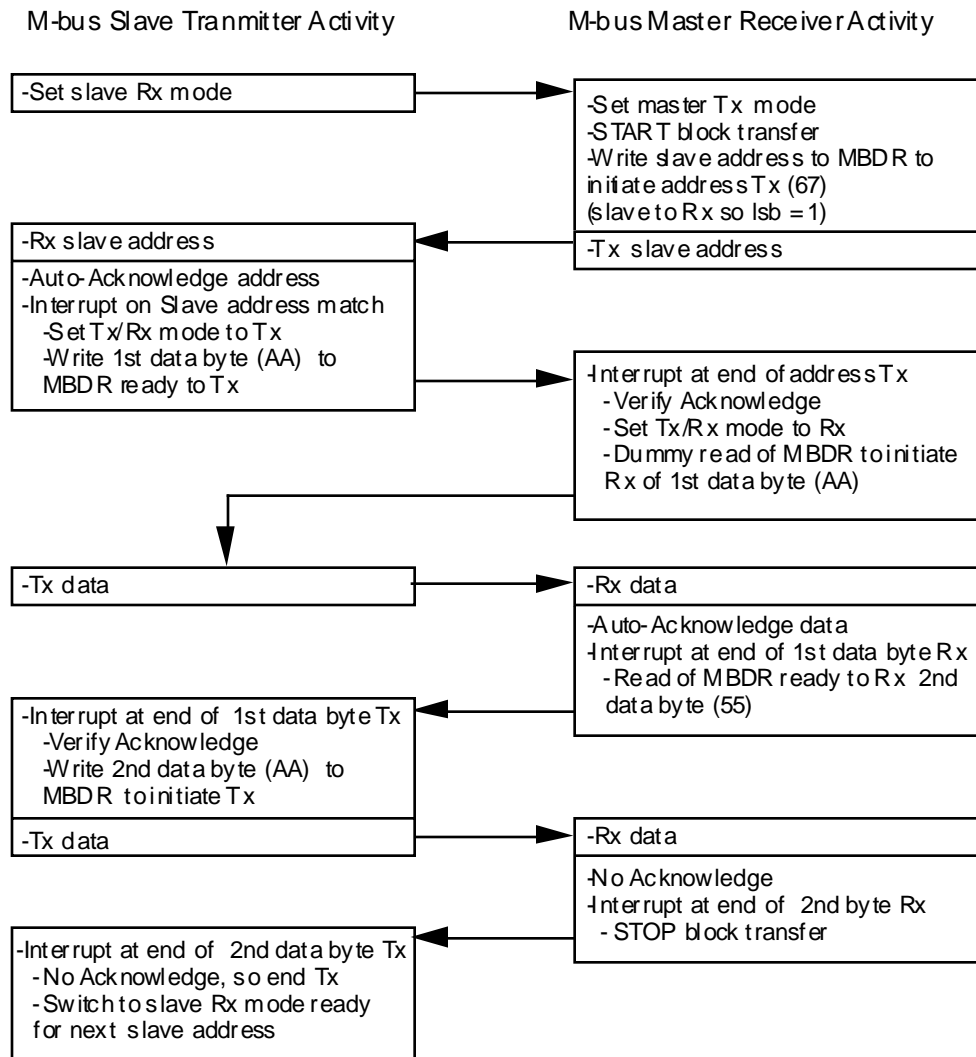 M-bus Slave Tranmitter Activity
M-bus Master Receiver Activity
-Set slave Rx mode
-Set master Tx mode
-START block transfer
-Write slave address to MBDR to
initiate address Tx (67)
(slave to Rx so lsb = 1)
-Tx slave address
-Rx slave address
-Auto-Acknowledge address
-Interrupt on Slave address match
-Set Tx/Rx mode to Tx
-Write 1st data byte (AA) to
MBDR ready to Tx
-Interrupt at end of address Tx
-Verify Acknowledge
-Set Tx/Rx mode to Rx
-Dummy read of MBDR to initiate
Rx of 1st data byte (AA)
-Tx data
-Rx data
-Auto-Acknowledge data
-Interrupt at end of 1st data byte Rx
-Read of MBDR ready to Rx 2nd
data byte (55)
-Interrupt at end of 1st data byte Tx
-Verify Acknowledge
-Write 2nd data byte (AA) to
MBDR to initiate Tx
-Tx data
-Rx data
-No Acknowledge
-Interrupt at end of 2nd byte Rx
- STOP block transfer
-Interrupt at end of 2nd data byte Tx
- No Acknowledge, so end Tx
-Switch to slave Rx mode ready
for next slave address